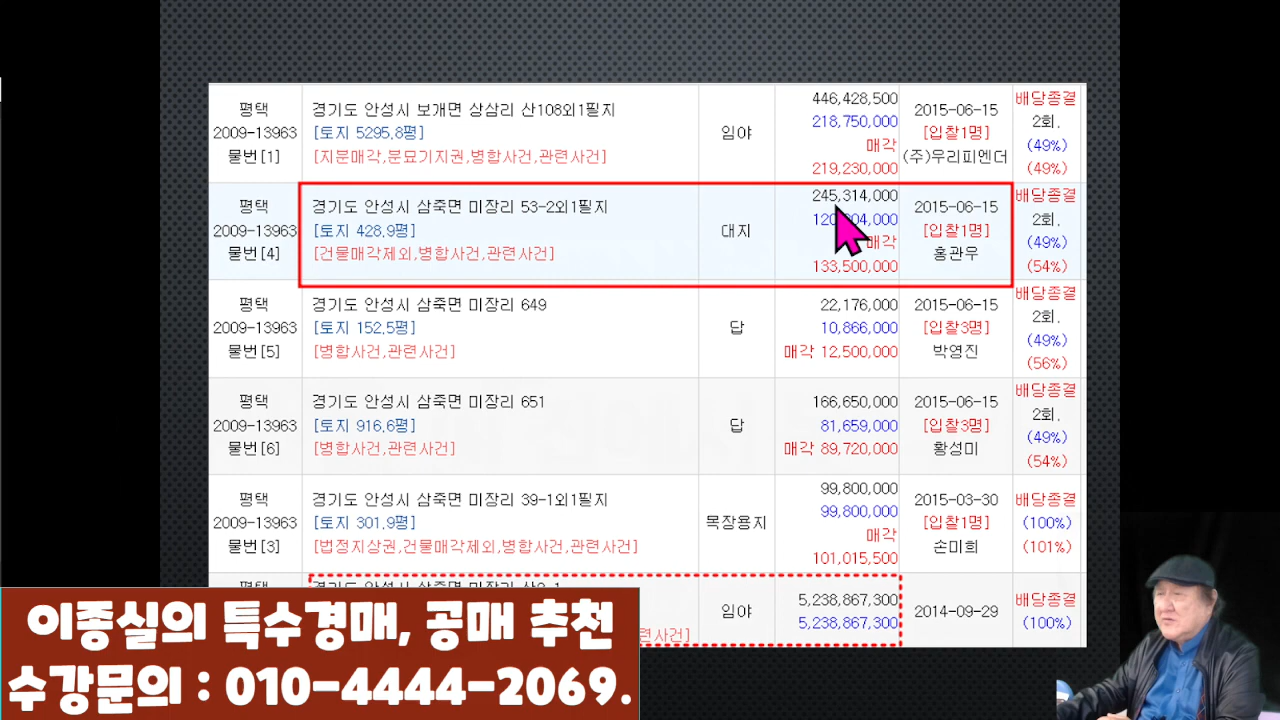 평택
2009-13963
물번[1]
경기도 안성시 보개면 상삼리 산108외1필지
[토지 5295,8평]
[지분매각,분묘기지권,병합사건,관련사건]
임야
446,428,500
218,750,000
매각
219,230,000
2015-06-15
[입찰1명]
(주)우리피엔더
배당종결
2회.
(49%)
(49%)
평택
2009-13963
물번[4]
경기도 안성시 삼죽면 미장리 53-2외1필지
[토지 428,9평]
[건물매각제외,병합사건,관련사건]
대지
245,314,000
매각
133,500,000
2015-06-15
[입찰1명]
홍관우
배당종결
2회.
(49%)
(54%)
평택
2009-13963
물번[5]
경기도 안성시 삼죽면 미장리 649
[토지 152,5평]
[병합사건,관련사건]
답
22,176,000
10,866,000
매각 12,500,000
2015-06-15
[입찰3명]
박영진
배당종결
2회.
(49%)
(56%)
평택
2009-13963
물번[6]
경기도 안성시 삼죽면 미장리 651
[토지 916,6평]
[병합사건,관련사건]
답
166,650,000
81,659,000
매각 89,720,000
2015-06-15
[입찰3명]
황성미
배당종결
2회.
(49%)
(54%)
평택
2009-13963
물번[3]
경기도 안성시 삼죽면 미장리 39-1외1필지
[토지 301,9평]
[법정지상권,건물매각제외,병합사건,관련사건]
목장용지
99,800,000
99,800,000
매각
101,015,500
2015-03-30
[입찰1명]
손미희
배당종결
(100%)
(101%)
임야
5,238,867,300
5,238,867,300
2014-09-29
배당종결
(100%)
이종실의 특수경매, 공매 추천
수강문의 : 010-4444-2069.